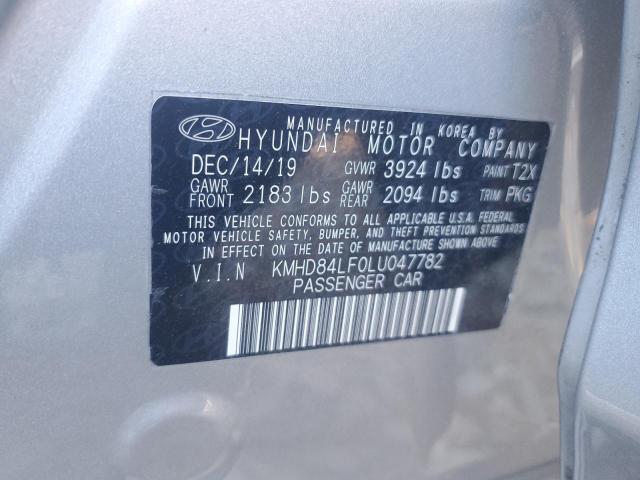 MANUFACTURED IN KOREA BY
HYUNDAI MOTOR COMPANY
DEC/14/19 GVWR 3924 lbs PAINT T2X
GAWR FRONT 2183 lbs GAWR REAR 2094 lbs TRIM PKG
THIS VEHICLE CONFORMS TO ALL APPLICABLE U.S.A. FEDERAL
MOTOR VEHICLE SAFETY, BUMPER, AND THEFT PREVENTION STANDARDS
IN EFFECT ON THE DATE OF MANUFACTURE SHOWN ABOVE.
V.I.N KMHD84LF0LU047782
PASSENGER CAR